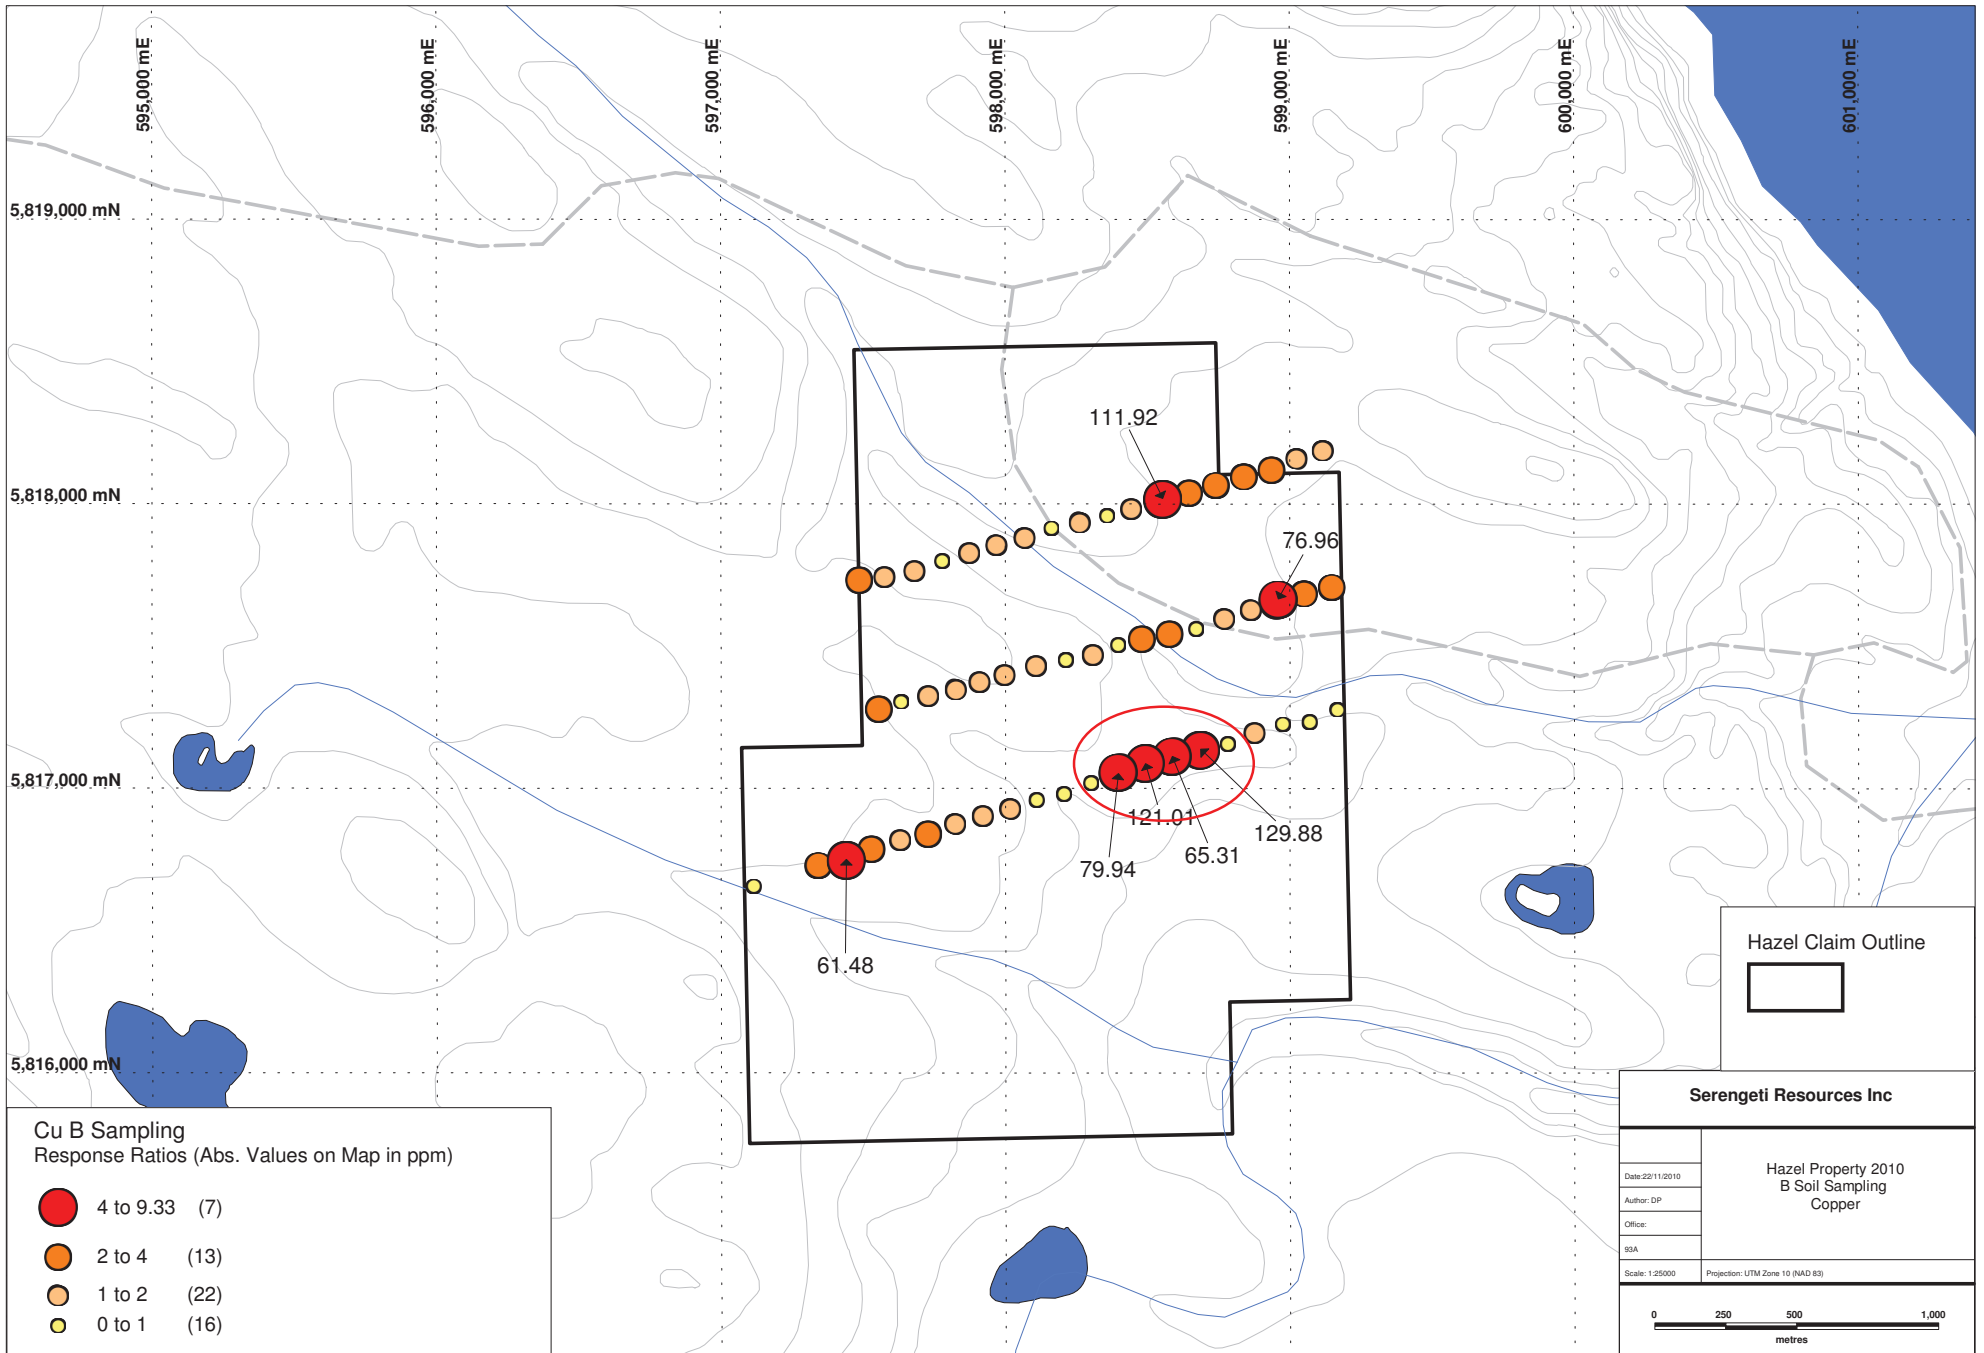 595,000 mE
596,000 mE
597,000 mE
598,000 mE
599,000 mE
600,000 mE
601,000 mE
5,819,000 mN
5,818,000 mN
5,817,000 mN
5,816,000 mN
111.92
76.96
121.01
129.88
65.31
79.94
61.48
Hazel Claim Outline
Cu B Sampling
Response Ratios (Abs. Values on Map in ppm)
4 to 9.33 (7)
2 to 4 (13)
1 to 2 (22)
0 to 1 (16)
Serengeti Resources Inc
Date:22/11/2010
Author: DP
Office:
93A
Scale: 1:25000
Hazel Property 2010
B Soil Sampling
Copper
Projection: UTM Zone 10 (NAD 83)
0 250 500 1,000
metres